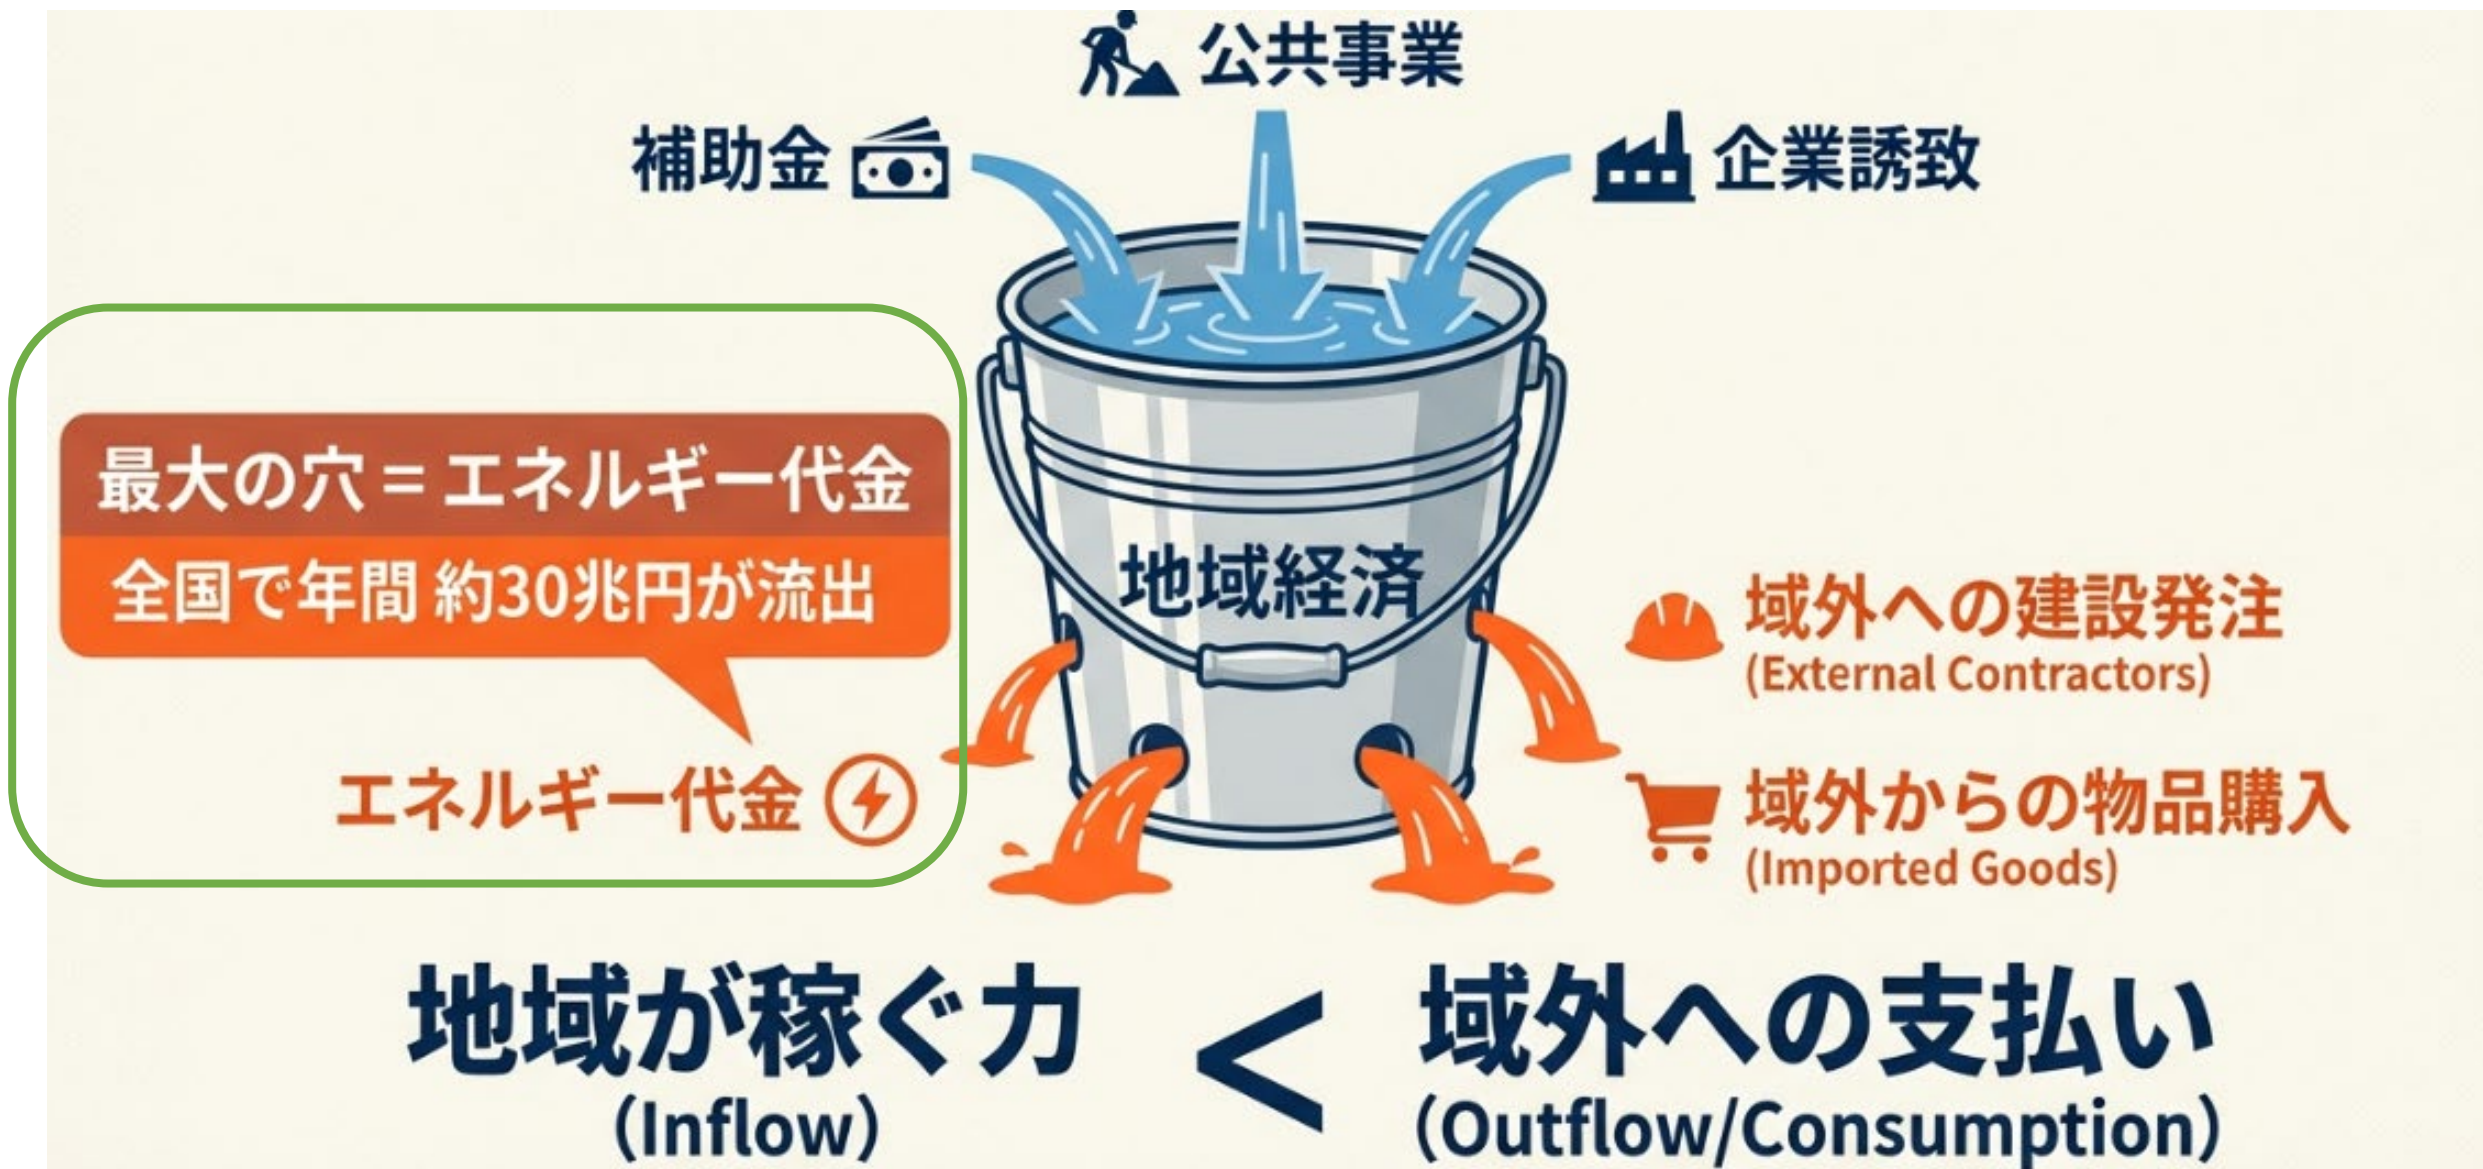 公共事業
補助金
企業誘致
最大の穴 = エネルギー代金
全国で年間 約30兆円が流出
エネルギー代金
地域経済
域外への建設発注
(External Contractors)
域外からの物品購入
(Imported Goods)
地域が稼ぐ力 < 域外への支払い
(Inflow)
(Outflow/Consumption)